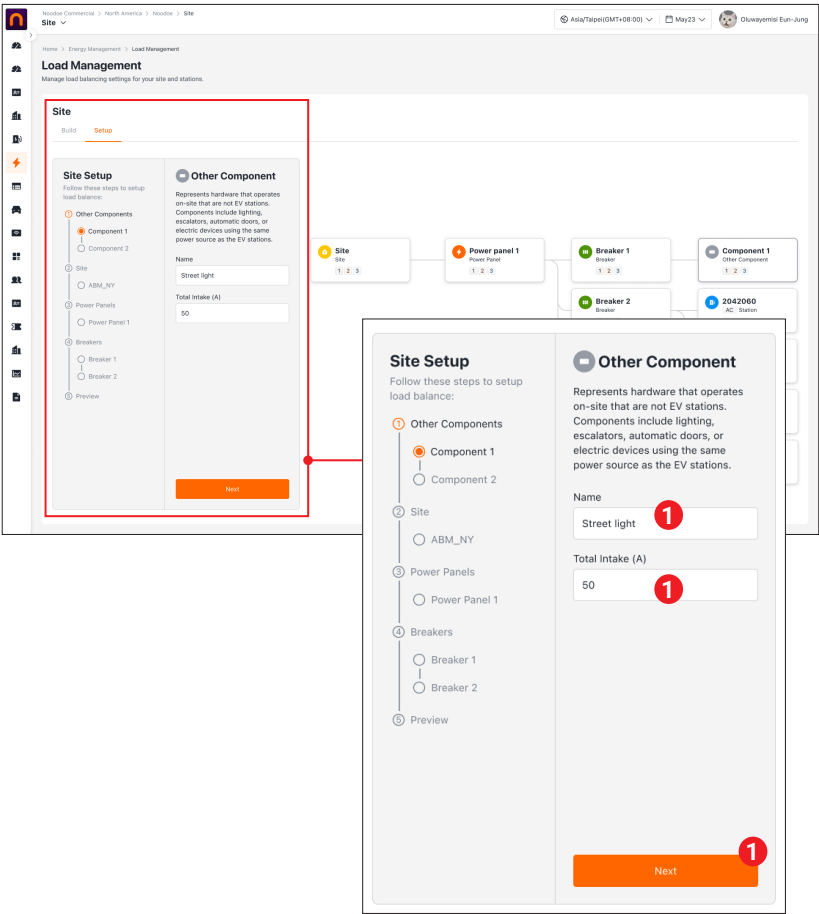 Noodoe Commercial > North America > Noodoe > Site
Site
Asia/Taipei(GMT+08:00)
May23
Oluwayemisi Eun-Jung
Home > Energy Management > Load Management
Load Management
Manage load balancing settings for your site and stations.
Site
Build Setup
Site Setup
Follow these steps to setup
load balance:
1 Other Components
Component 1
Component 2
2 Site
ABM_NY
3 Power Panels
Power Panel 1
4 Breakers
Breaker 1
Breaker 2
5 Preview
Other Component
Represents hardware that operates
on-site that are not EV stations.
Components include lighting,
escalators, automatic doors, or
electric devices using the same
power source as the EV stations.
Name
Street light
Total Intake (A)
50
Next
Site
Site
1 2 3
Power panel 1
Power Panel
1 2 3
Breaker 1
Breaker
1 2 3
Component 1
Other Component
1 2 3
Breaker 2
Breaker
2042060
AC Station
Site Setup
Follow these steps to setup
load balance:
1 Other Components
Component 1
Component 2
2 Site
ABM_NY
3 Power Panels
Power Panel 1
4 Breakers
Breaker 1
Breaker 2
5 Preview
Other Component
Represents hardware that operates
on-site that are not EV stations.
Components include lighting,
escalators, automatic doors, or
electric devices using the same
power source as the EV stations.
Name
Street light
1
Total Intake (A)
50
1
1
Next